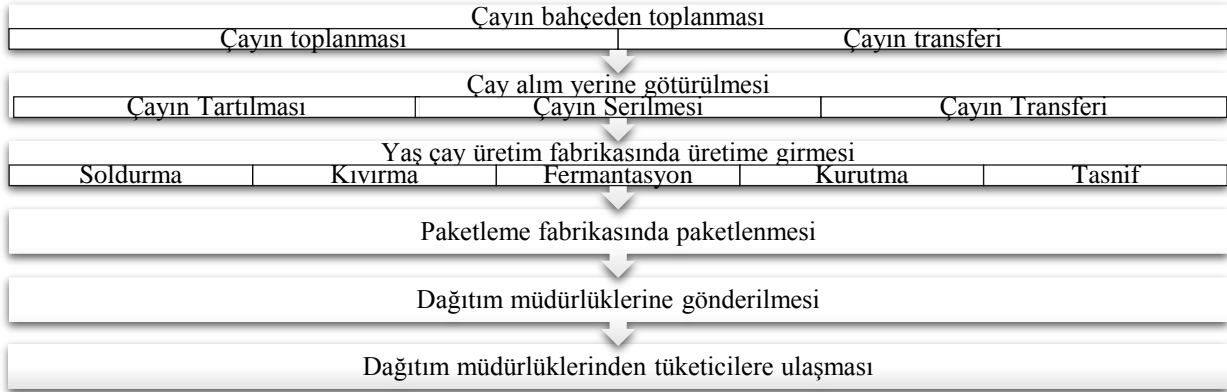 Çayın bahçeden toplanması
Çayın toplanması Çayın transferi
Çay alım yerine götürülmesi
Çayın Tartılması Çayın Serilmesi Çayın Transferi
Yaş çay üretim fabrikasında üretime girmesi
Soldurma Kıvırma Fermantasyon Kurutma Tasnif
Paketleme fabrikasında paketlenmesi
Dağıtım müdürlüklerine gönderilmesi
Dağıtım müdürlüklerinden tüketicilere ulaşması